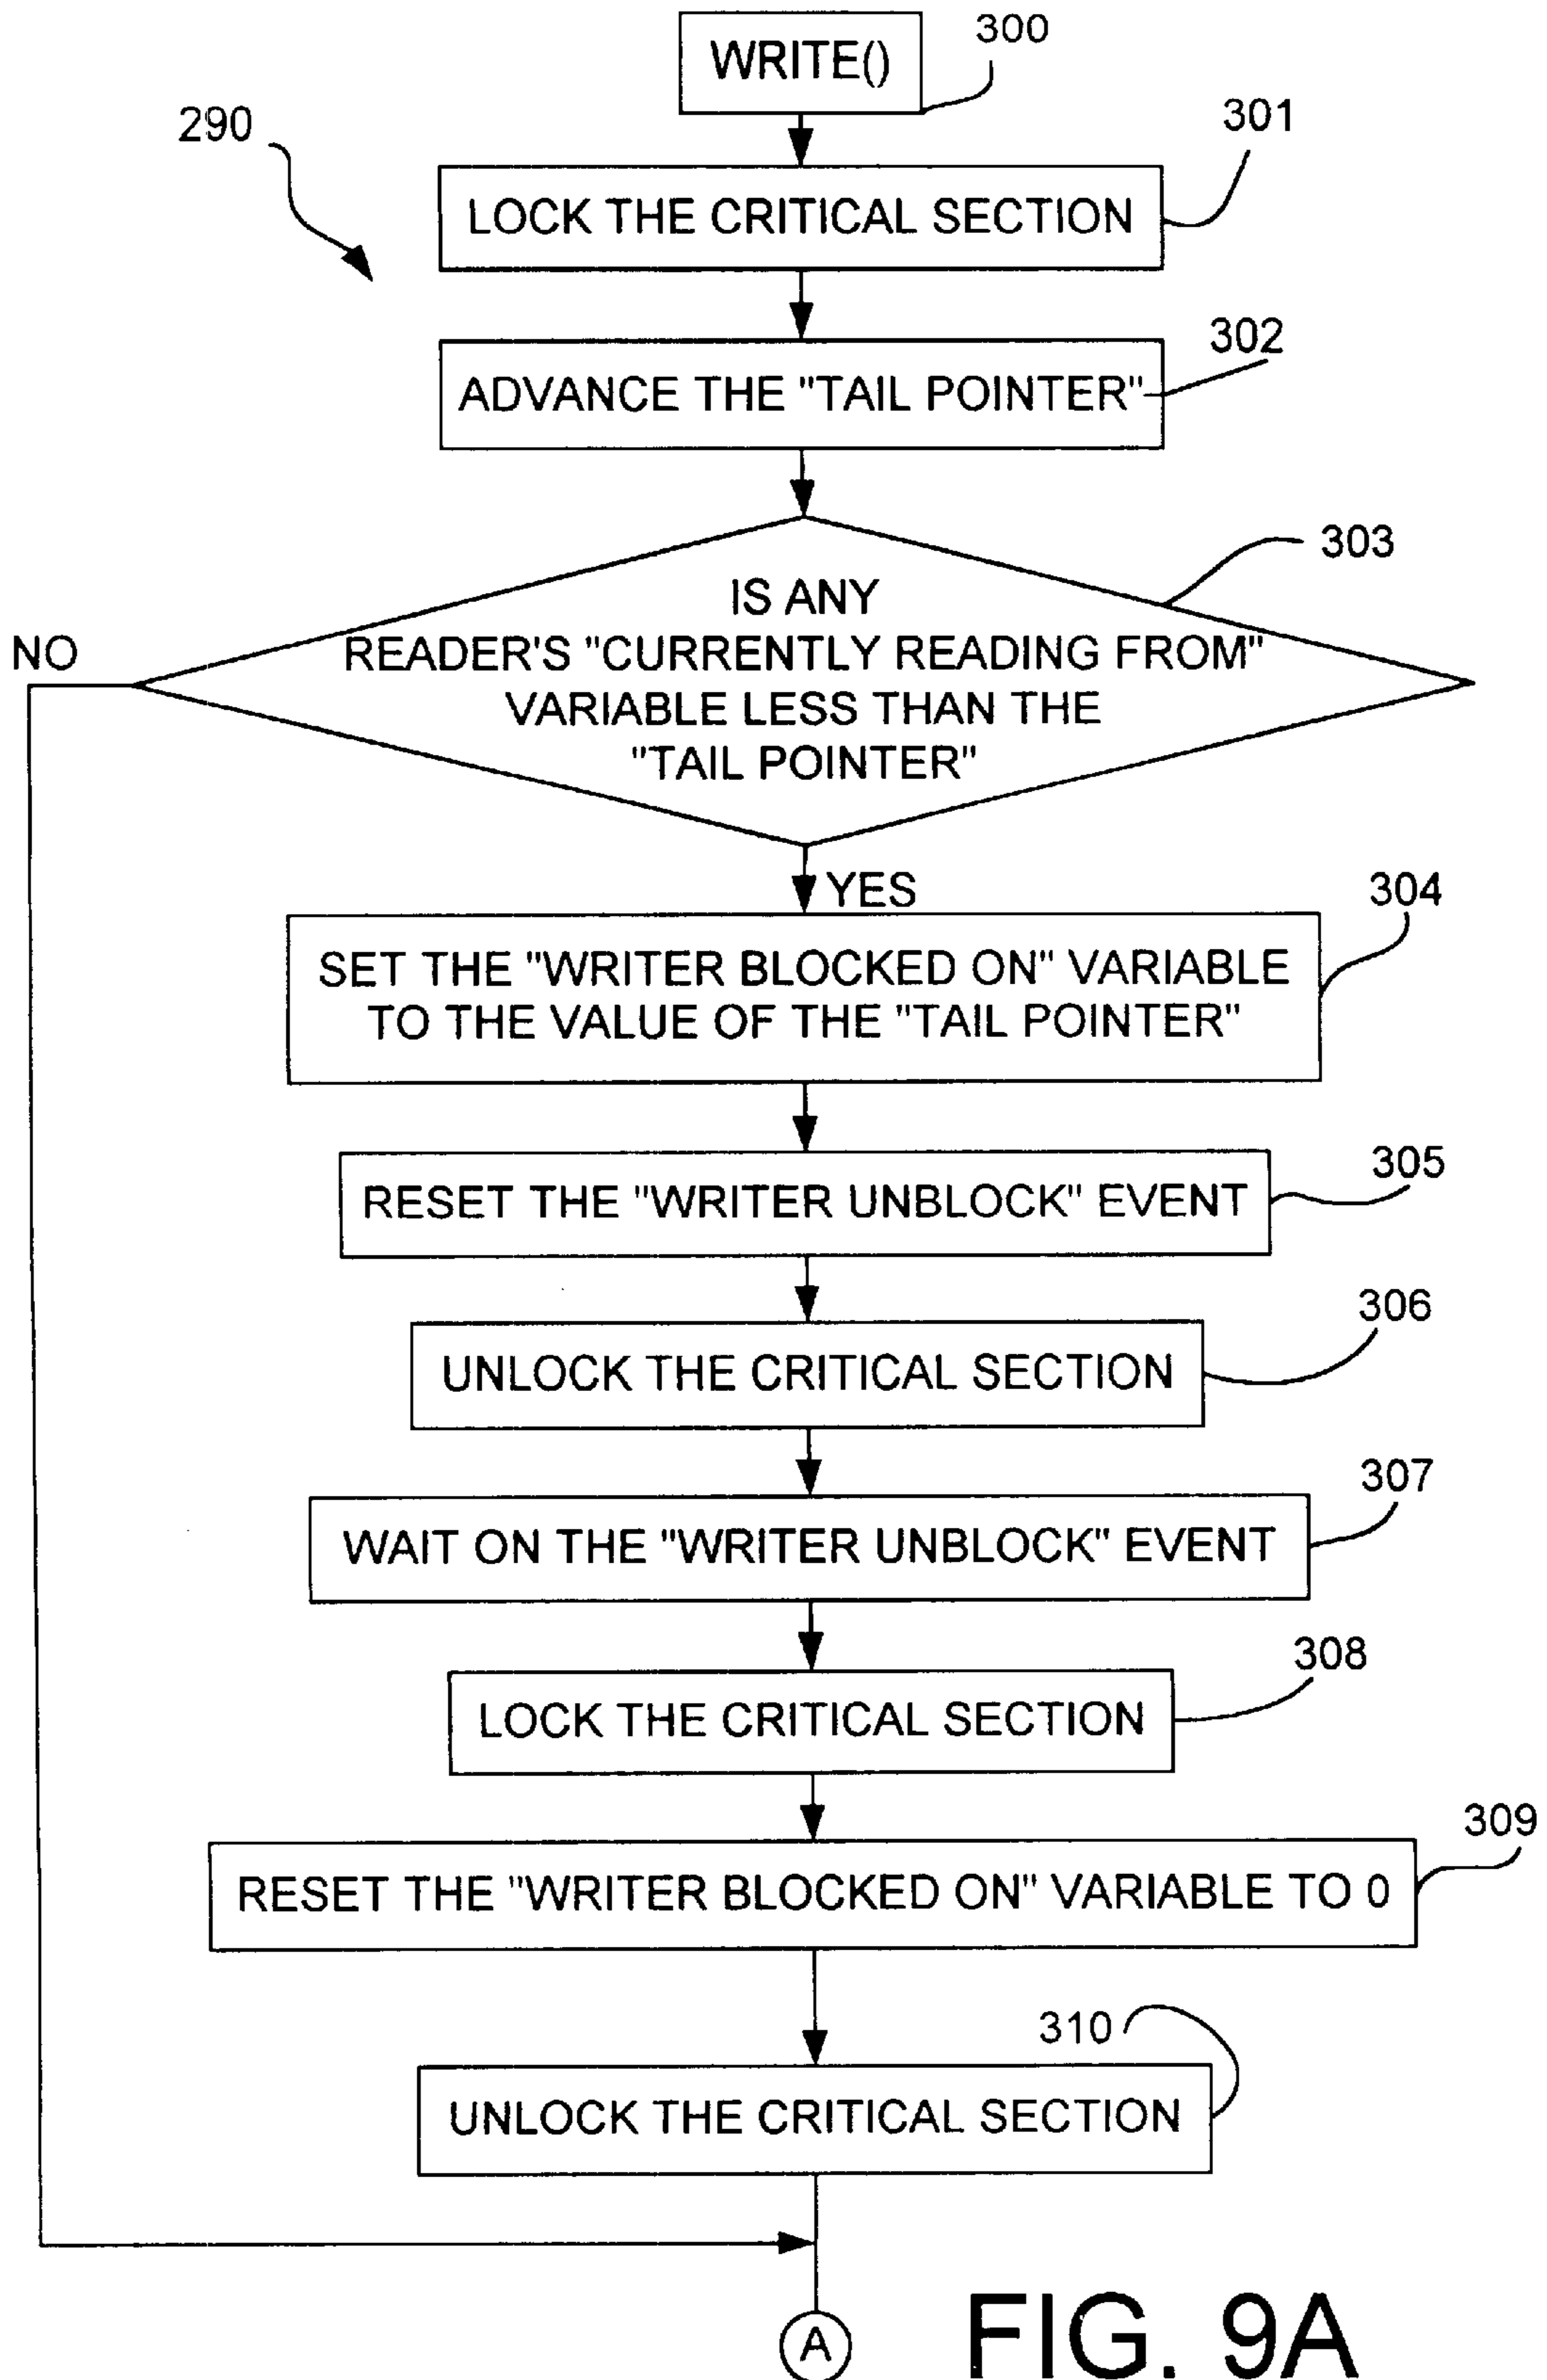 WRITE()
300
290
301
LOCK THE CRITICAL SECTION
302
ADVANCE THE "TAIL POINTER"
303
IS ANY
READER'S "CURRENTLY READING FROM"
VARIABLE LESS THAN THE
"TAIL POINTER"
NO
YES
304
SET THE "WRITER BLOCKED ON" VARIABLE
TO THE VALUE OF THE "TAIL POINTER"
305
RESET THE "WRITER UNBLOCK" EVENT
306
UNLOCK THE CRITICAL SECTION
307
WAIT ON THE "WRITER UNBLOCK" EVENT
308
LOCK THE CRITICAL SECTION
309
RESET THE "WRITER BLOCKED ON" VARIABLE TO 0
310
UNLOCK THE CRITICAL SECTION
A
FIG. 9A